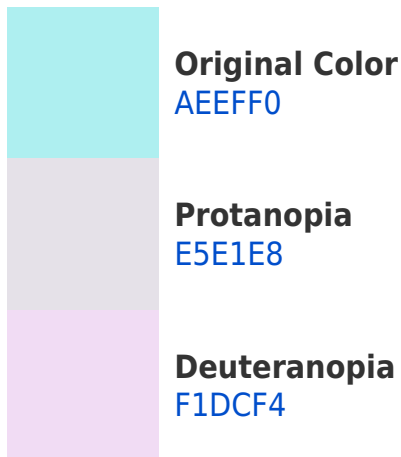 Original Color
AEEFF0
Protanopia
E5E1E8
Deuteranopia
F1DCF4